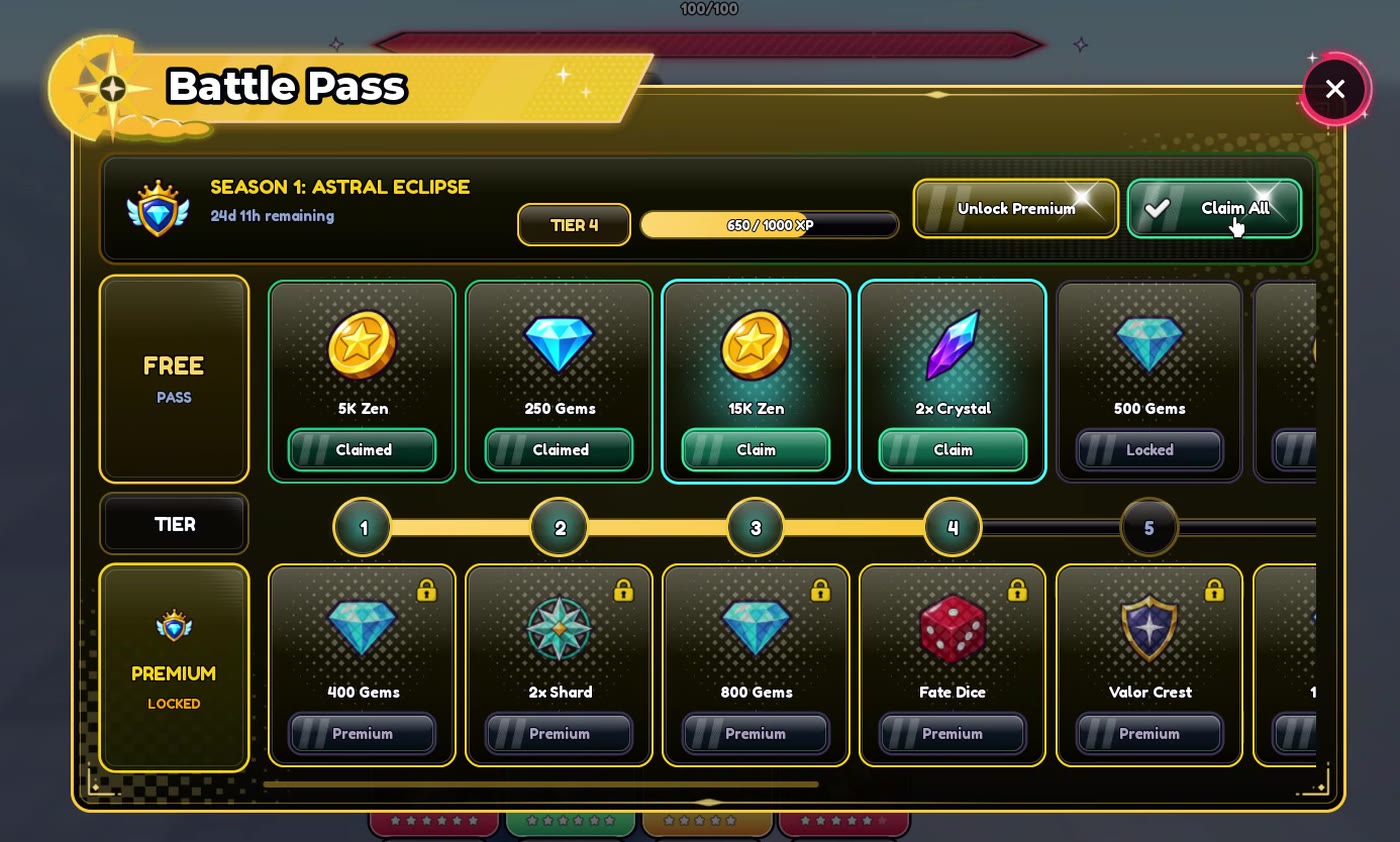 100/100
Battle Pass
SEASON 1: ASTRAL ECLIPSE
24d 11h remaining
TIER 4
650 / 1000 XP
Unlock Premium
Claim All
FREE
PASS
5K Zen
250 Gems
15K Zen
2x Crystal
500 Gems
Claimed
Claimed
Claim
Claim
Locked
TIER
1
2
3
4
5
PREMIUM
LOCKED
400 Gems
2x Shard
800 Gems
Fate Dice
Valor Crest
Premium
Premium
Premium
Premium
Premium